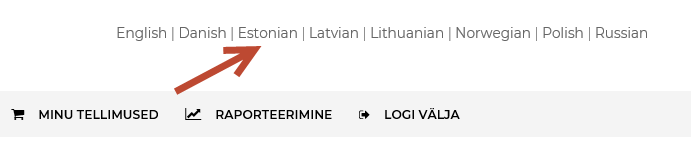 English | Danish | Estonian | Latvian | Lithuanian | Norwegian | Polish | Russian
MINU TELLIMUSED RAPORTEERIMINE LOGI VÄLJA